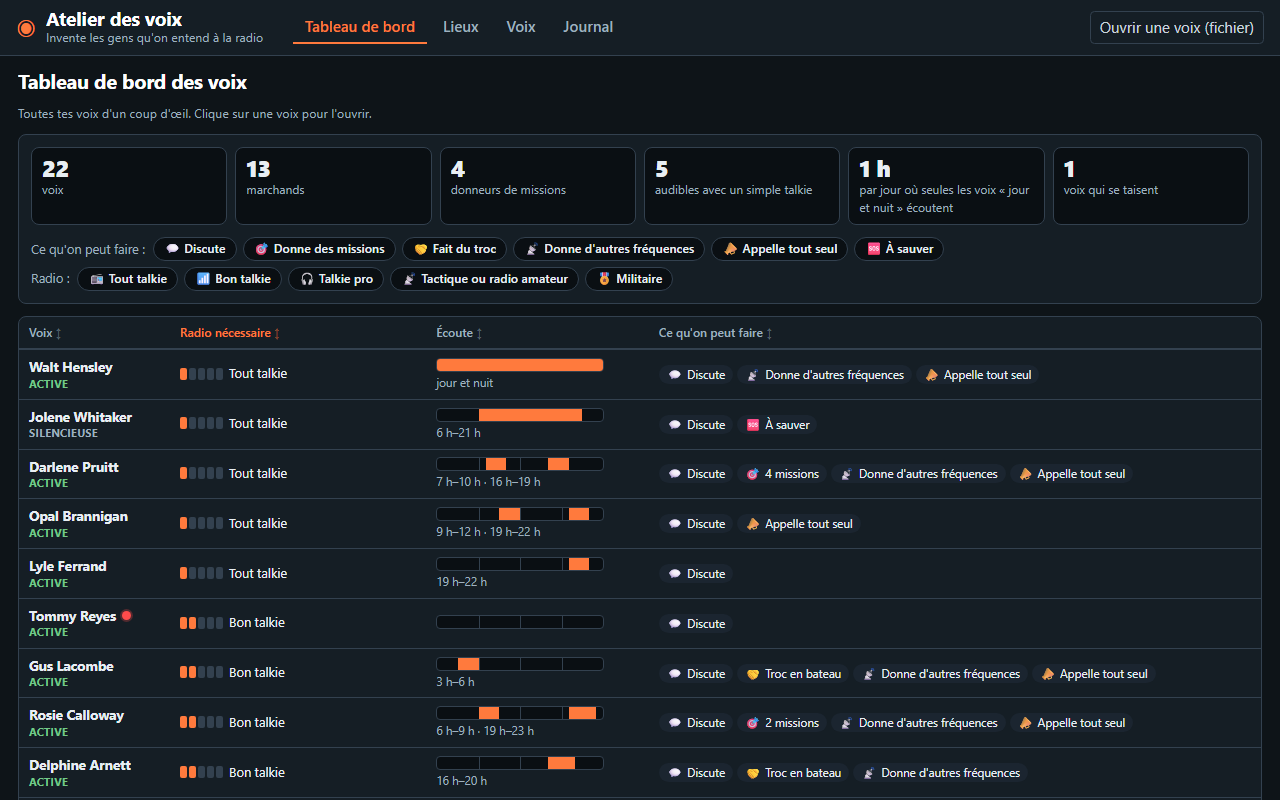 Atelier des voix
Invente les gens qu'on entend à la radio
Tableau de bord Lieux Voix Journal
Ouvrir une voix (fichier)
Tableau de bord des voix
Toutes tes voix d'un coup d'œil. Clique sur une voix pour l'ouvrir.
22
voix
13
marchands
4
donneurs de missions
5
audibles avec un simple talkie
1 h
par jour où seules les voix « jour
et nuit » écoutent
1
voix qui se taisent
Ce qu'on peut faire : Discute Donne des missions Fait du troc Donne d'autres fréquences Appelle tout seul À sauver
Radio : Tout talkie Bon talkie Talkie pro Tactique ou radio amateur Militaire
Voix ↕ Radio nécessaire ↕ Écoute ↕ Ce qu'on peut faire ↕
Walt Hensley
ACTIVE
Tout talkie
jour et nuit
Discute Donne d'autres fréquences Appelle tout seul
Jolene Whitaker
SILENCIEUSE
Tout talkie
6 h–21 h
Discute À sauver
Darlene Pruitt
ACTIVE
Tout talkie
7 h–10 h · 16 h–19 h
Discute 4 missions Donne d'autres fréquences Appelle tout seul
Opal Brannigan
ACTIVE
Tout talkie
9 h–12 h · 19 h–22 h
Discute Appelle tout seul
Lyle Ferrand
ACTIVE
Tout talkie
19 h–22 h
Discute
Tommy Reyes
ACTIVE
Bon talkie
Discute
Gus Lacombe
ACTIVE
Bon talkie
3 h–6 h
Discute Troc en bateau Donne d'autres fréquences Appelle tout seul
Rosie Calloway
ACTIVE
Bon talkie
6 h–9 h · 19 h–23 h
Discute 2 missions Donne d'autres fréquences Appelle tout seul
Delphine Arnett
ACTIVE
Bon talkie
16 h–20 h
Discute Troc en bateau Donne d'autres fréquences